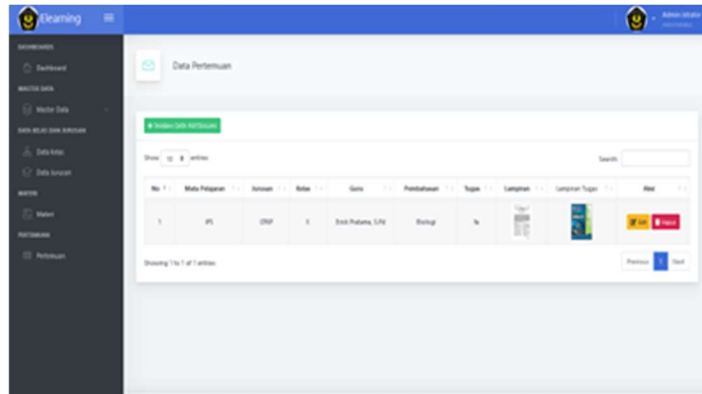 Elearning
Admin istrator
DASHBOARDS
Dashboard
MASTER DATA
Master Data
DATA KELAS DAN JURUSAN
Data Kelas
Data Jurusan
MATERI
Materi
PERTEMUAN
Pertemuan
Data Pertemuan
TAMBAH DATA PERTEMUAN
Show 10 entries
Search:
No Mata Pelajaran Jurusan Kelas Guru Pembahasan Tugas Lampiran Lampiran Tugas Aksi
1 IPS Pratama, S.Pd Biologi Ya Edit Hapus
Showing 1 to 1 of 1 entries
Previous 1 Next